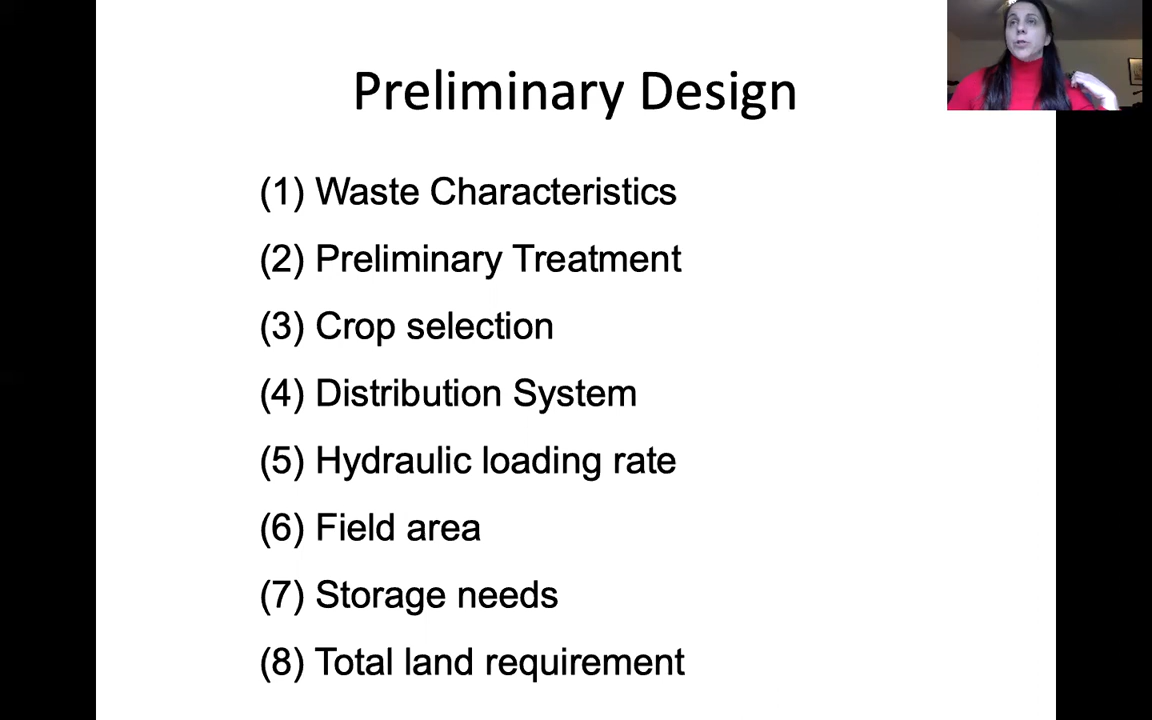 Preliminary Design
(1) Waste Characteristics
(2) Preliminary Treatment
(3) Crop selection
(4) Distribution System
(5) Hydraulic loading rate
(6) Field area
(7) Storage needs
(8) Total land requirement